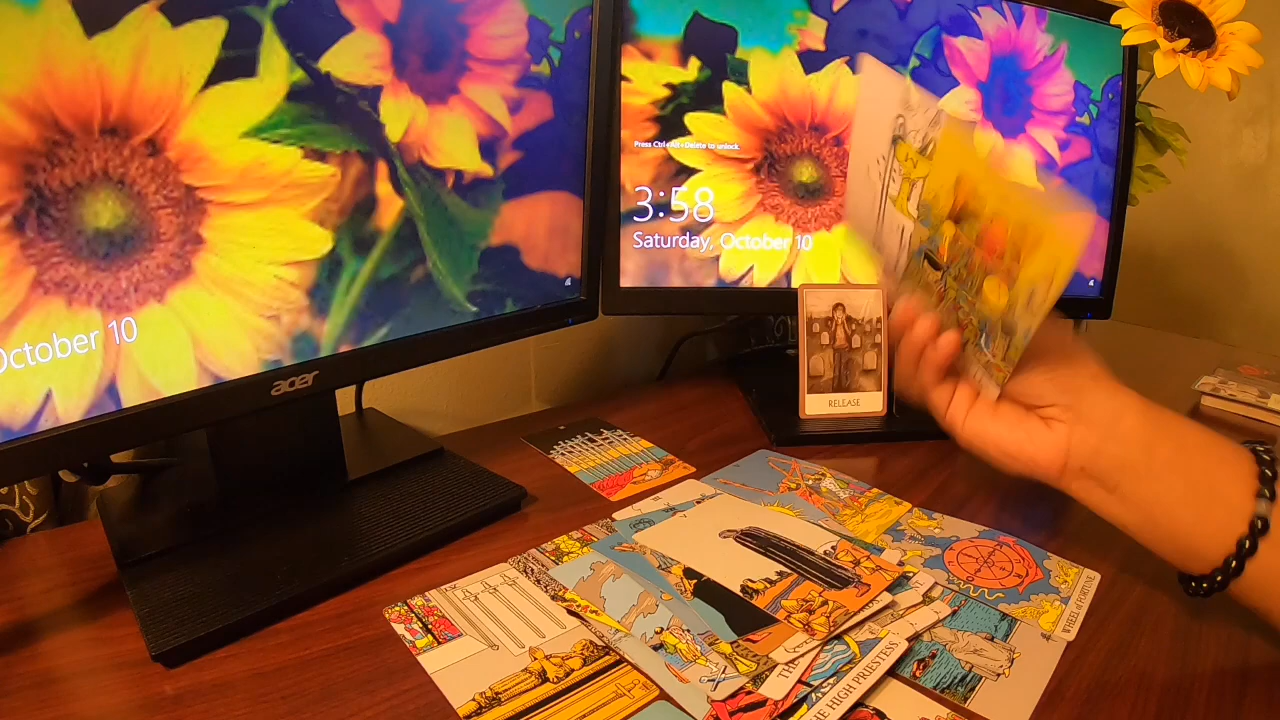 Press Ctrl+Alt+Delete to unlock.
3:58
Saturday, October 10
October 10
acer
RELEASE
WHEEL of FORTUNE
THE HIGH PRIESTESS
THE